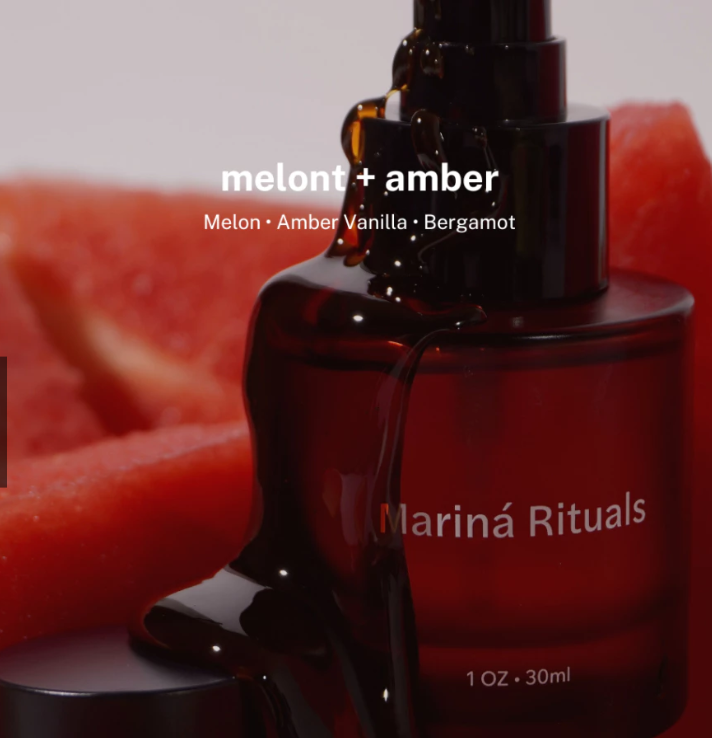 melont + amber
Melon • Amber Vanilla • Bergamot
Mariná Rituals
1 OZ • 30ml